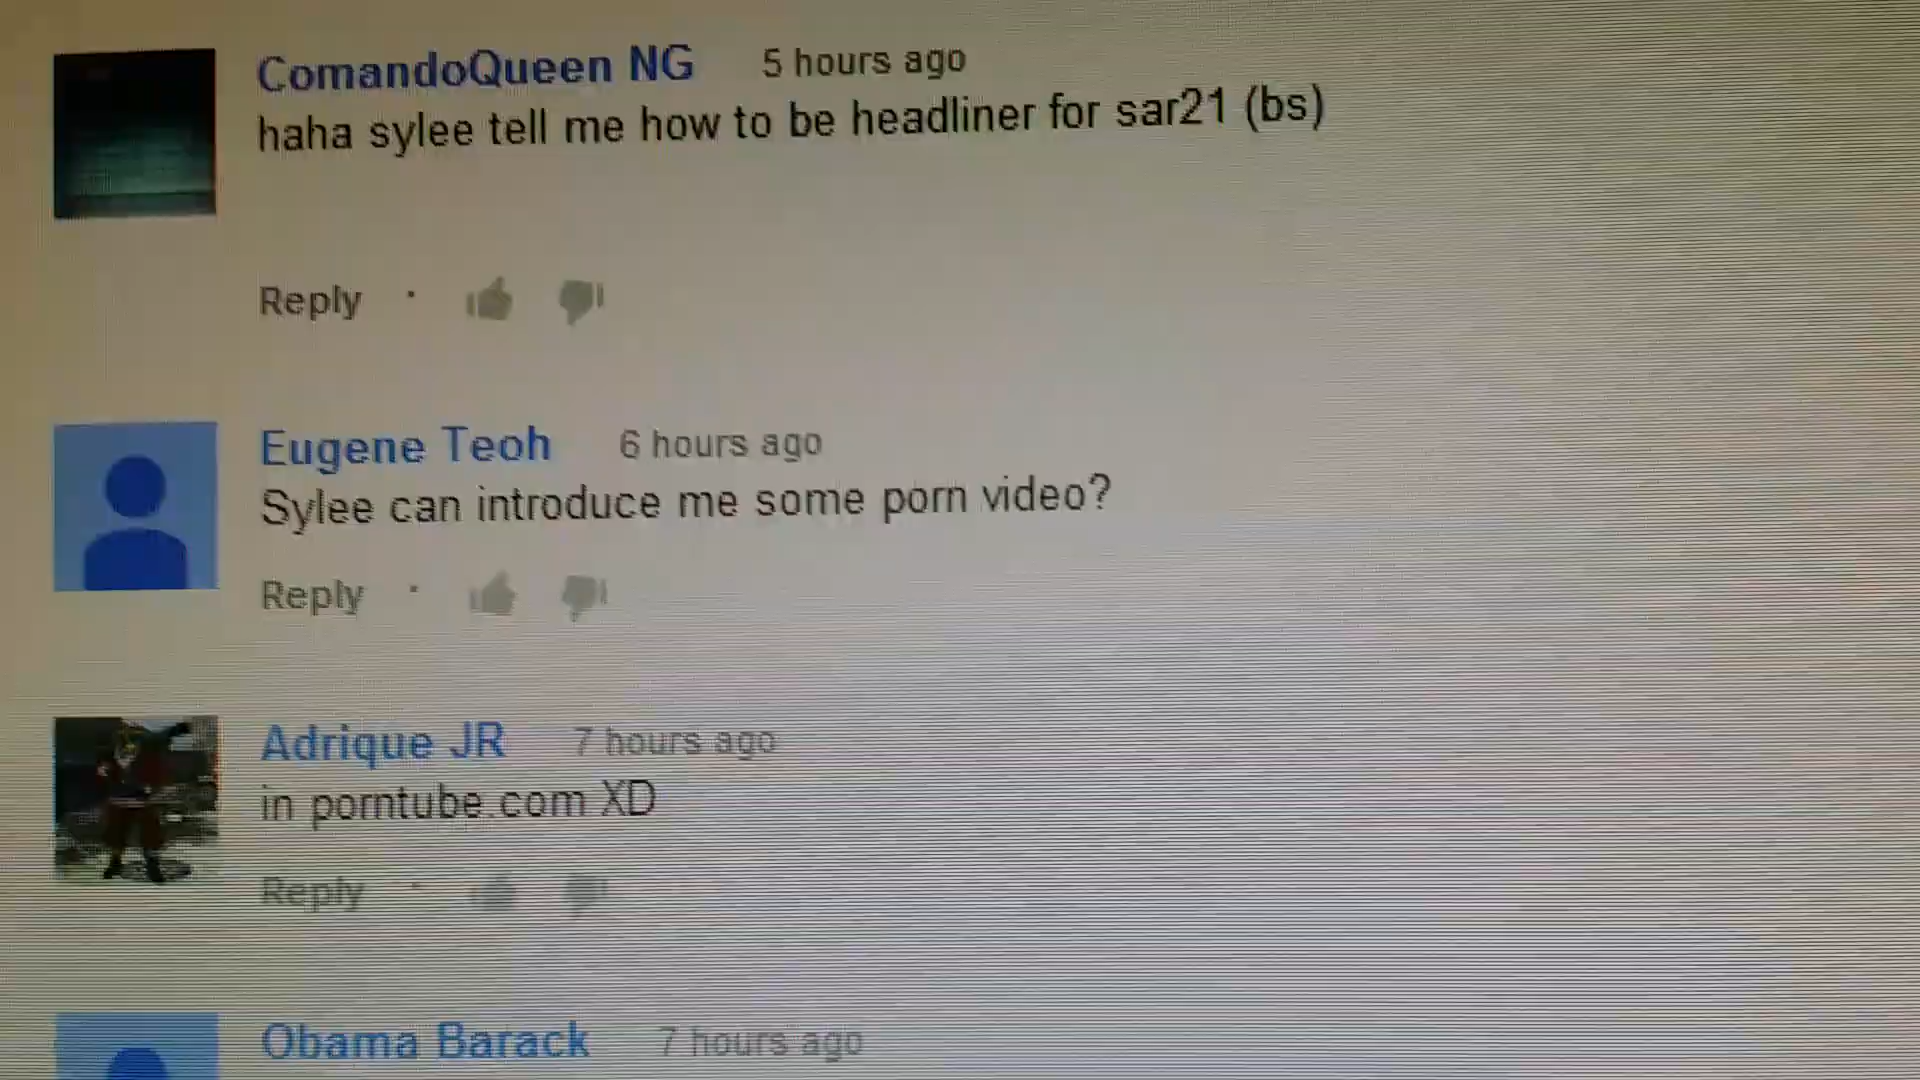 ComandoQueen NG 5 hours ago
haha sylee tell me how to be headliner for sar21 (bs)
Reply ·
Eugene Teoh 6 hours ago
Sylee can introduce me some porn video?
Reply ·
Adrique JR 7 hours ago
in porntube.com XD
Reply ·
Obama Barack 7 hours ago